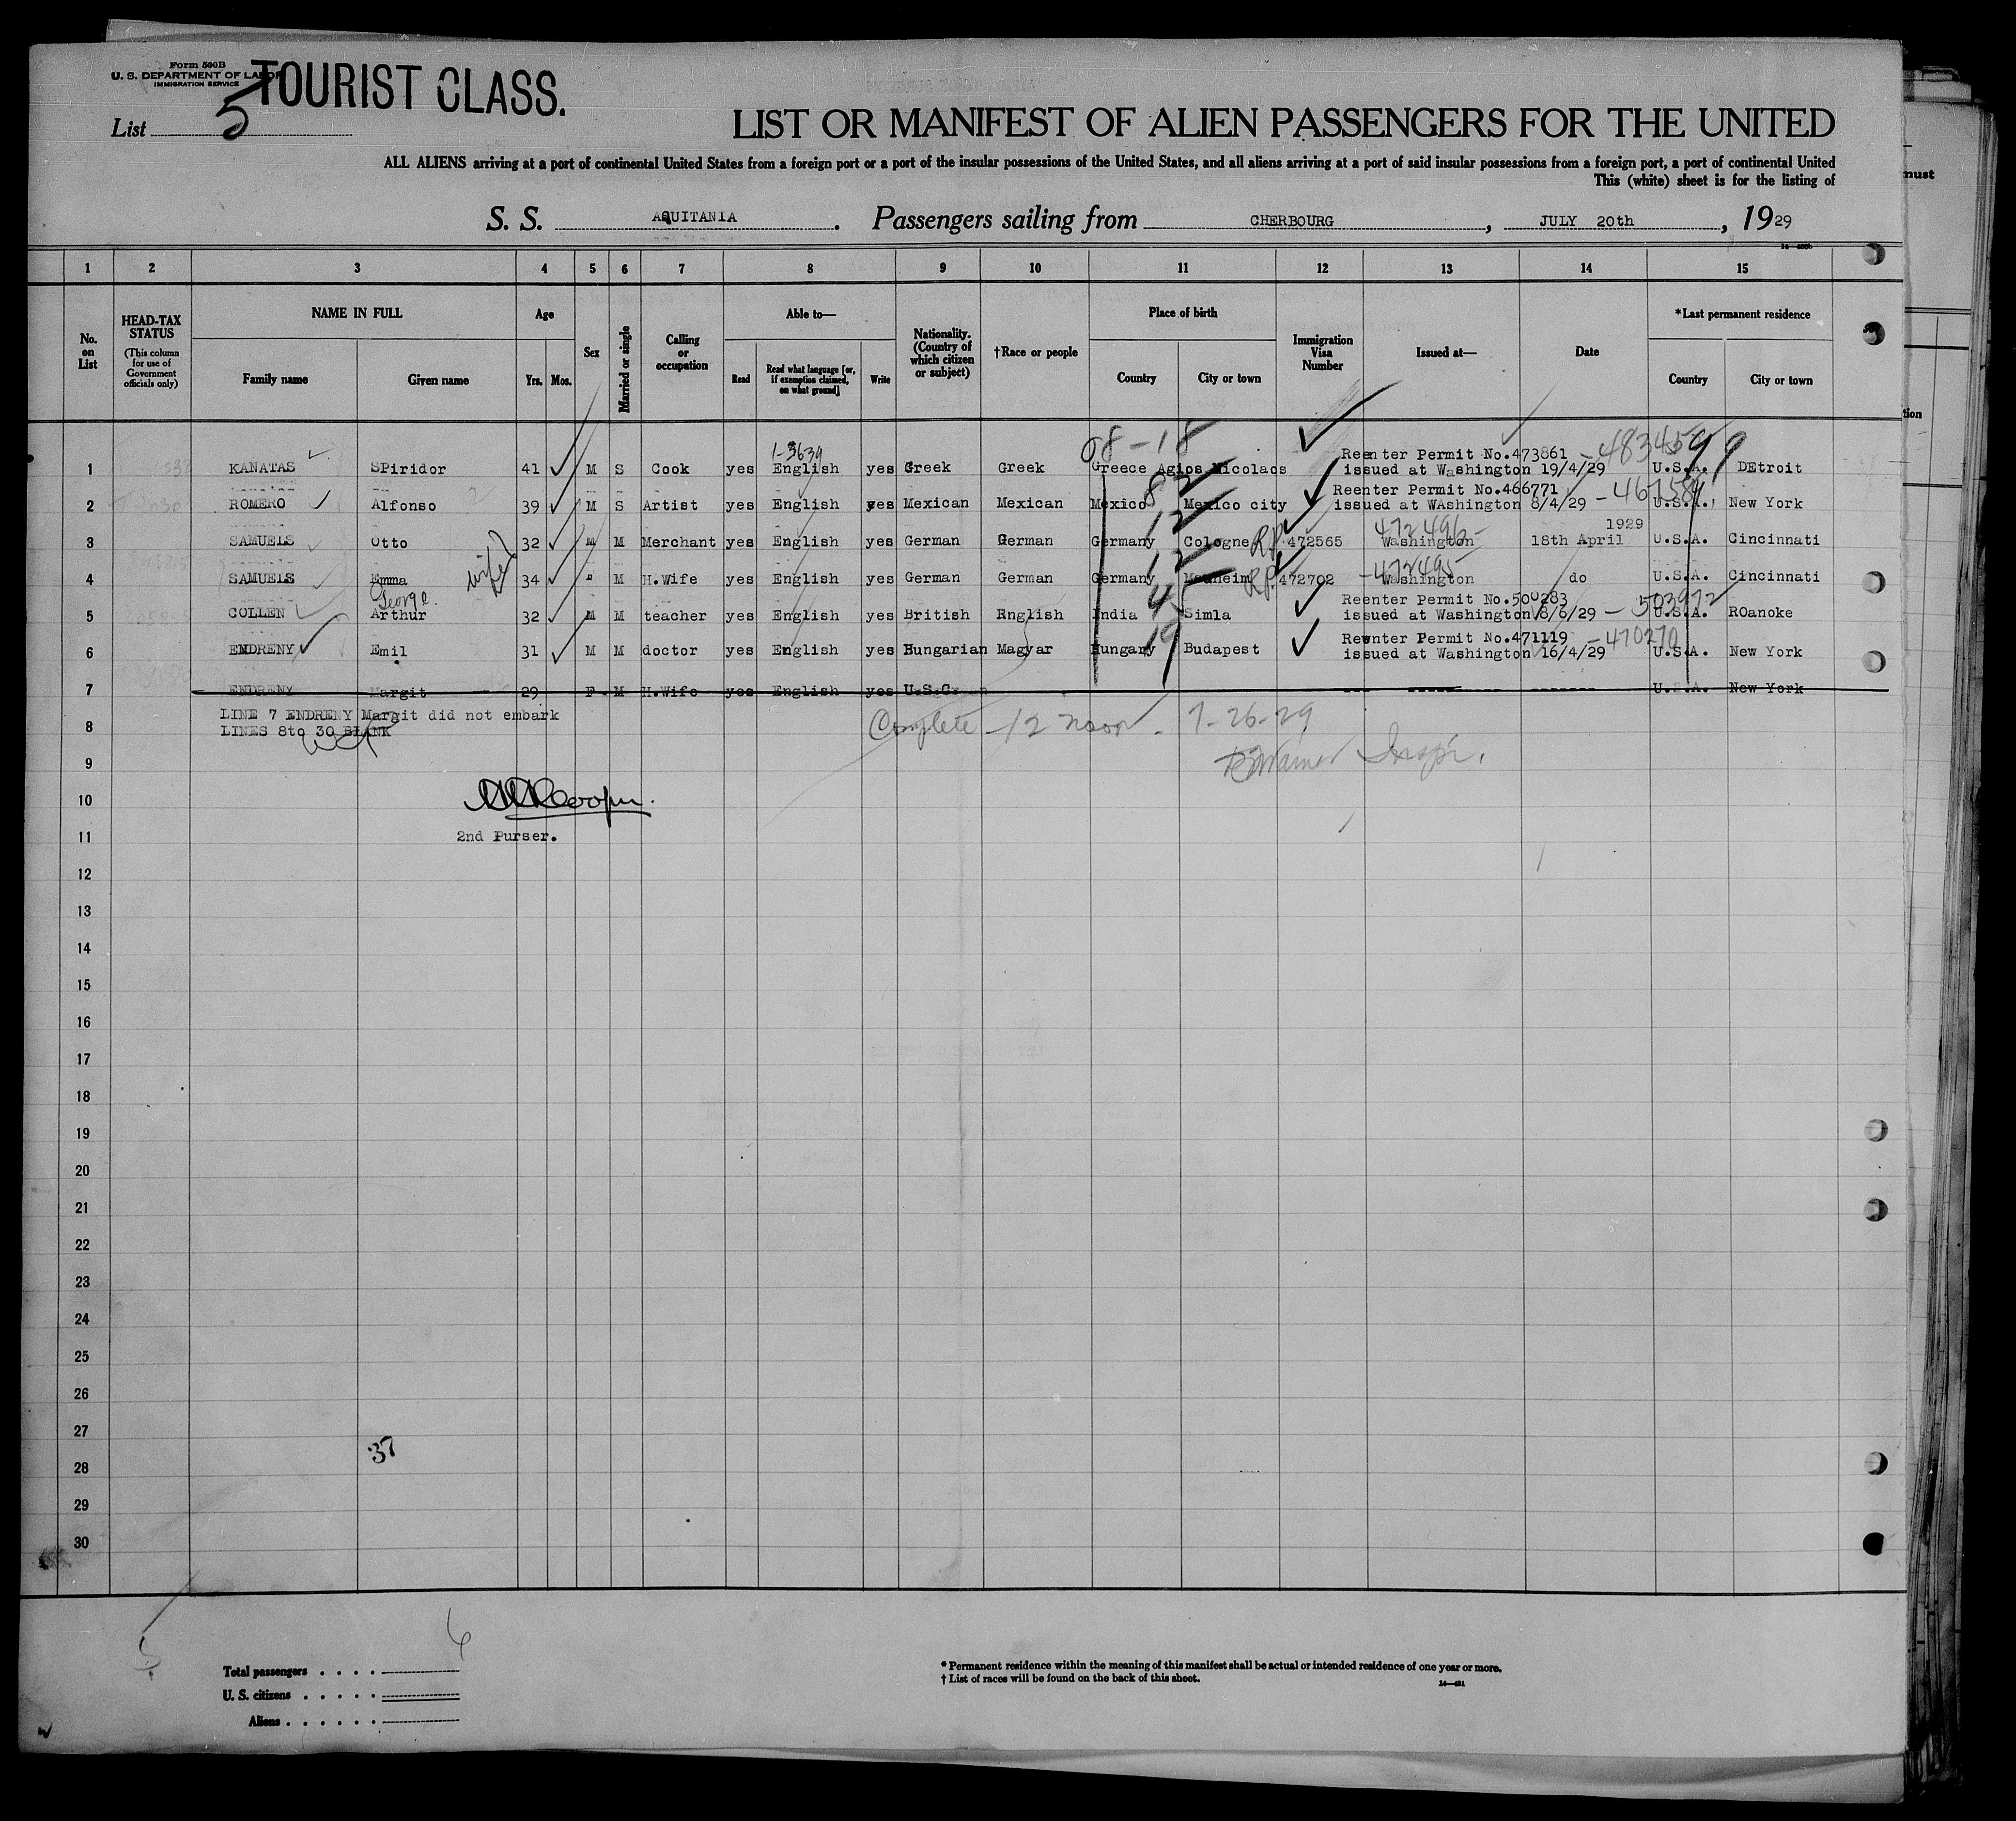 Form 500B
U. S. DEPARTMENT OF LABOR
IMMIGRATION SERVICE
TOURIST CLASS.
List 5
LIST OR MANIFEST OF ALIEN PASSENGERS FOR THE UNITED
ALL ALIENS arriving at a port of continental United States from a foreign port or a port of the insular possessions of the United States, and all aliens arriving at a port of said insular possessions from a foreign port, a port of continental United
This (white) sheet is for the listing of
S. S. AQUITANIA. Passengers sailing from CHERBOURG, JULY 20th, 1929
1 2 3 4 5 6 7 8 9 10 11 12 13 14 15
No. on List
HEAD-TAX STATUS
(This column for use of Government officials only)
NAME IN FULL
Family name Given name
Age
Yrs. Mos.
Sex
Married or single
Calling or occupation
Able to—
Read
Read what language [or, if exemption claimed, on what ground]
Write
Nationality. (Country of which citizen or subject)
†Race or people
Place of birth
Country City or town
Immigration Visa Number
Issued at—
Date
*Last permanent residence
Country City or town
1-3639 08-18
Reenter Permit No.473861 - 483459
1 KANATAS SPiridor 41 M S Cook yes English yes Greek Greek Greece Agios Nicolaos issued at Washington 19/4/29 U.S.A. DEtroit
Reenter Permit No.466771
2 ROMERO Alfonso 39 M S Artist yes English yes Mexican Mexican Mexico Mexico city issued at WAshington 8/4/29 U.S.A. New York
472496 1929
3 SAMUELS Otto 32 M M Merchant yes English yes German German Germany Cologne RP 472565 Washington 18th April U.S.A. Cincinnati
wife 472495
4 SAMUELS Emma 34 F M H.Wife yes English yes German German Germany RP 472702 Washington do U.S.A. Cincinnati
George Reenter Permit No.500283 - 503972
5 COLLEN Arthur 32 M M teacher yes English yes British Rnglish India Simla issued at Washington 8/6/29 U.S.A. ROanoke
Reenter Permit No.471119 - 470270
6 ENDRENY Emil 31 M M doctor yes English yes Hungarian Magyar Hungary Budapest issued at Washington 16/4/29 U.S.A. New York
7 ENDRENY Margit 29 F M H.Wife yes English yes U.S.C. U.S.A. New York
LINE 7 ENDRENY Margit did not embark
8 LINES 8to 30 BLANK Complete - 12 noon - 7-26-29
9 Inspr.
10
11 2nd Purser.
12
13
14
15
16
17
18
19
20
21
22
23
24
25
26
27
37
28
29
30
6
Total passengers
U. S. citizens
Aliens
* Permanent residence within the meaning of this manifest shall be actual or intended residence of one year or more.
† List of races will be found on the back of this sheet.
must
tion